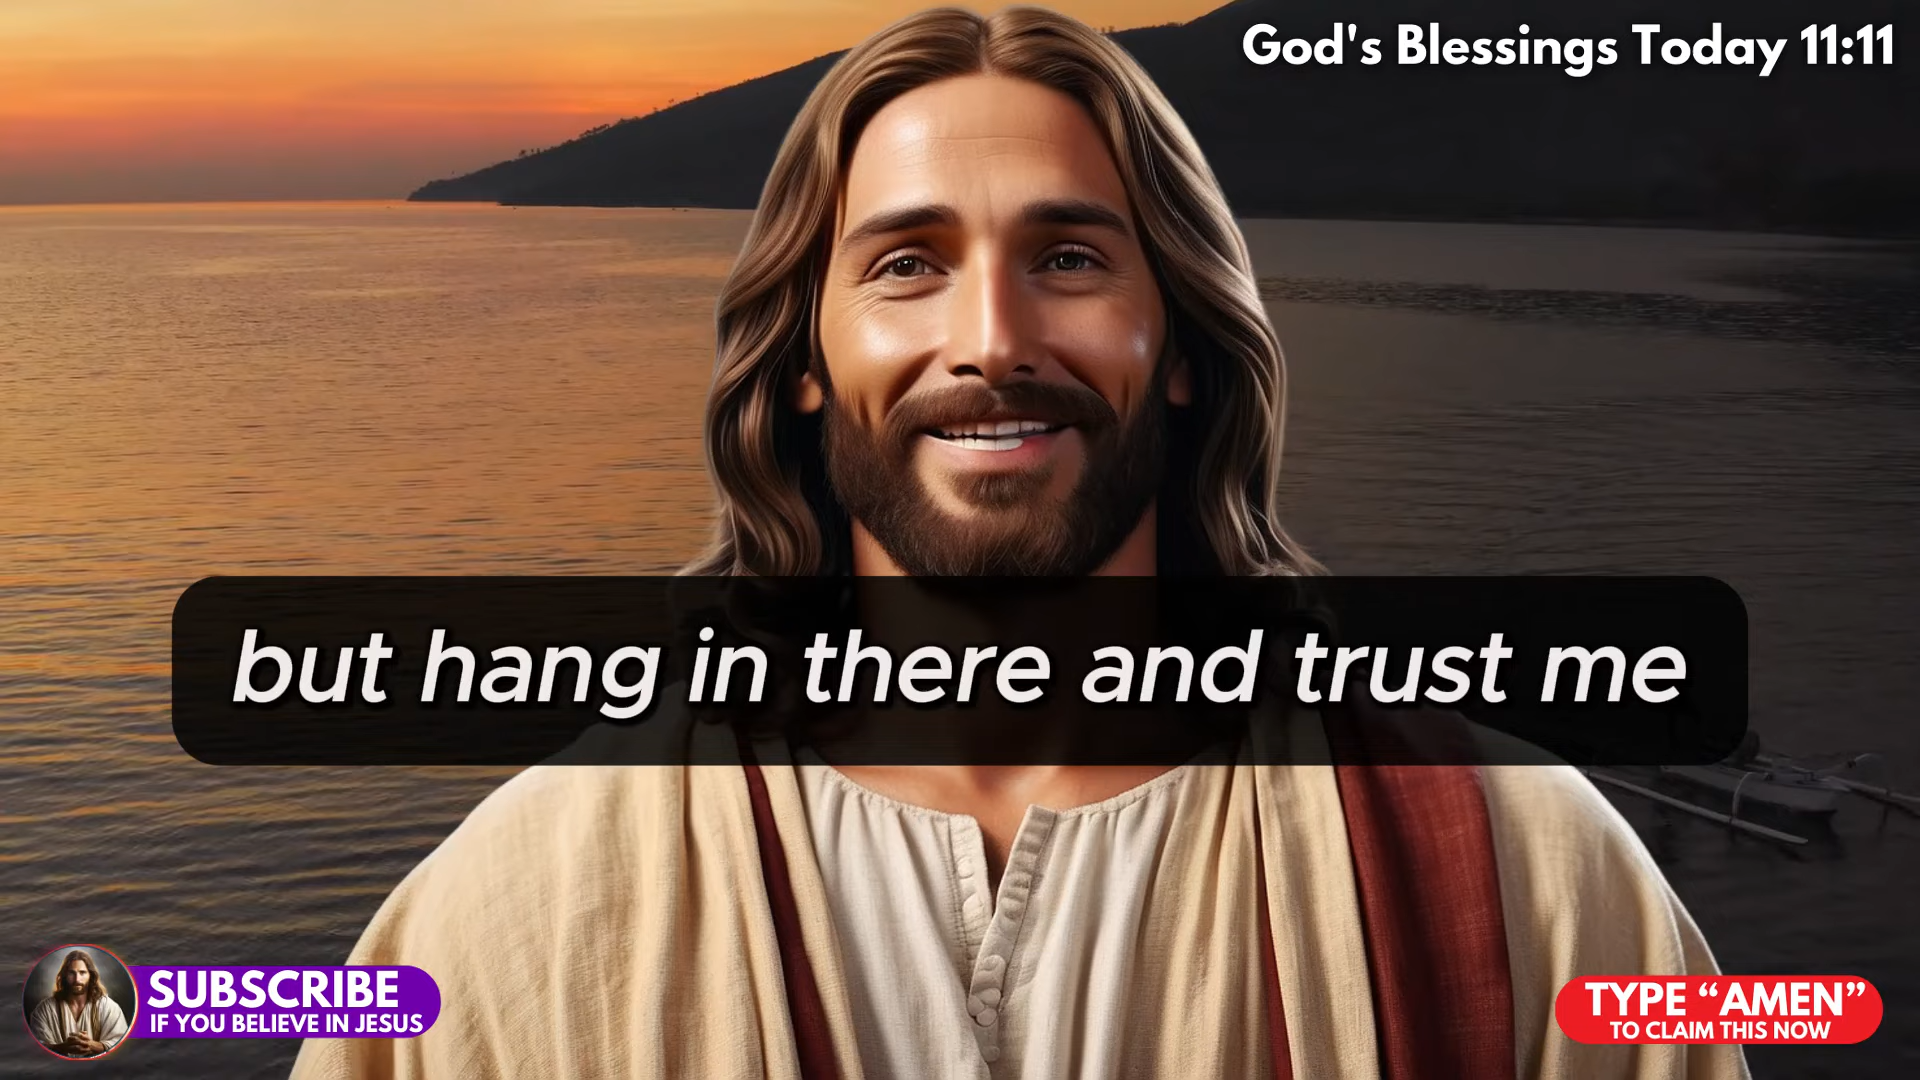 God's Blessings Today 11:11
but hang in there and trust me
SUBSCRIBE
IF YOU BELIEVE IN JESUS
TYPE “AMEN”
TO CLAIM THIS NOW